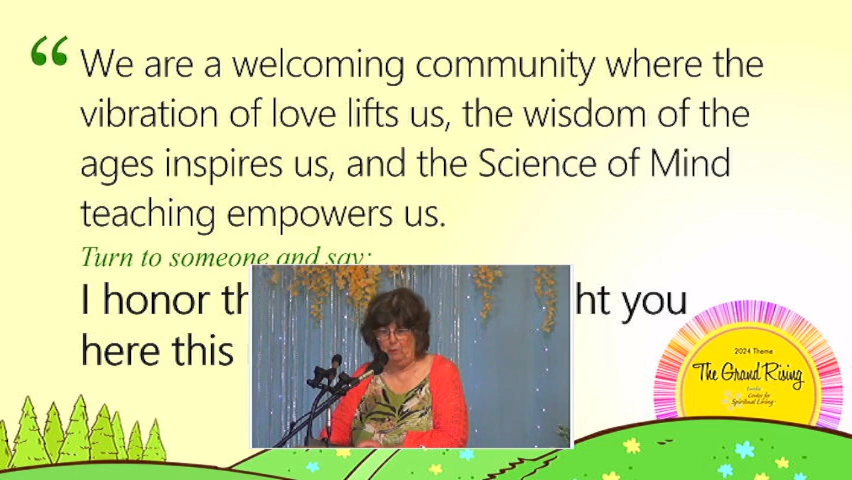 “ We are a welcoming community where the
vibration of love lifts us, the wisdom of the
ages inspires us, and the Science of Mind
teaching empowers us.
Turn to someone and say:
I honor th ht you
here this
2024 Theme
The Grand Rising
Center for
Spiritual Living